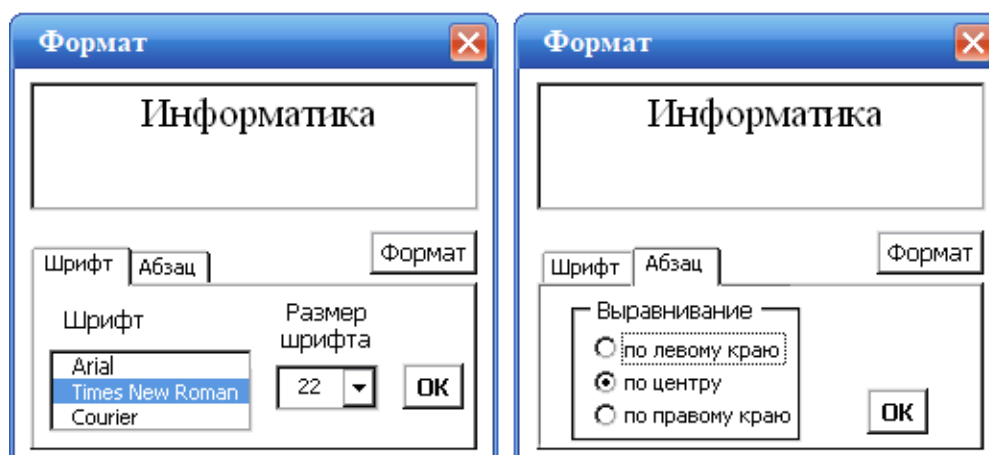 Формат
Информатика
Формат
Шрифт Абзац
Шрифт
Размер
шрифта
Arial
Times New Roman
Courier
22
ОК
Формат
Информатика
Формат
Шрифт Абзац
Выравнивание
по левому краю
по центру
по правому краю
ОК